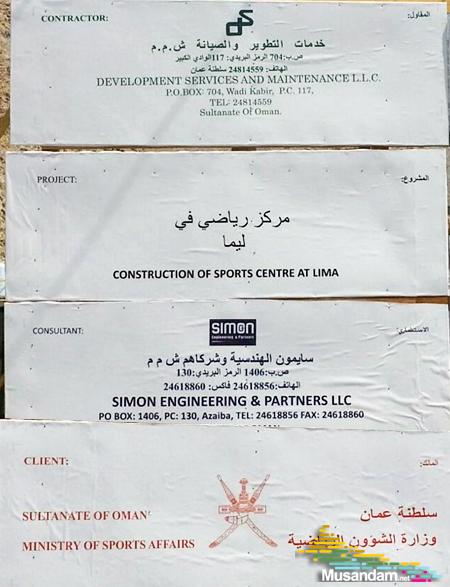 CONTRACTOR:
المقاول:
خدمات التطوير والصيانة ش.م.م
ص.ب:704 الرمز البريدي: 117الوادي الكبير
الهاتف: 24814559 سلطنة عمان
DEVELOPMENT SERVICES AND MAINTENANCE L.L.C.
P.O.BOX: 704, Wadi Kabir, P.C. 117,
TEL: 24814559
Sultanate Of Oman.
PROJECT:
المشروع:
مركز رياضي في
ليما
CONSTRUCTION OF SPORTS CENTRE AT LIMA
CONSULTANT:
simon
Engineering & Partners
سايمون الهندسية وشركاهم ش م م
ص.ب:1406 الرمز البريدي:130
الهاتف:24618856 فاكس: 24618860
SIMON ENGINEERING & PARTNERS LLC
PO BOX: 1406, PC: 130, Azaiba, TEL: 24618856 FAX: 24618860
CLIENT:
المالك:
SULTANATE OF OMAN
سلطنة عمان
MINISTRY OF SPORTS AFFAIRS
وزارة الشؤون الرياضية
Musandam.net